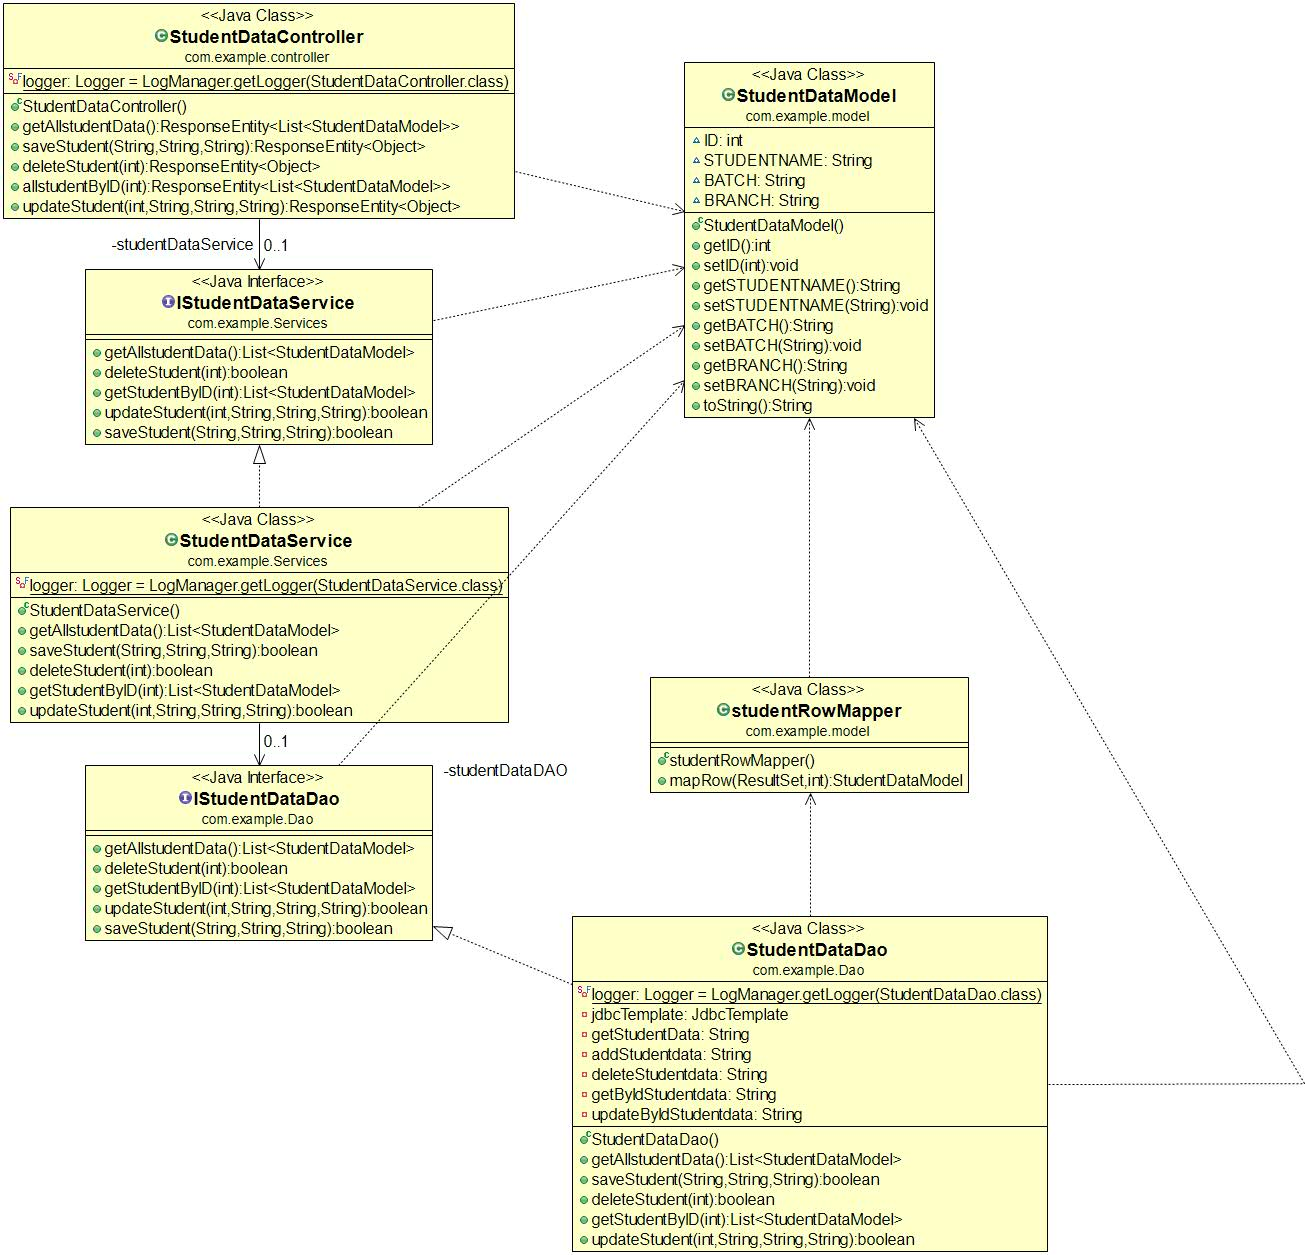 <<Java Class>>
StudentDataController
com.example.controller
logger: Logger = LogManager.getLogger(StudentDataController.class)
StudentDataController()
getAllstudentData():ResponseEntity<List<StudentDataModel>>
saveStudent(String,String,String):ResponseEntity<Object>
deleteStudent(int):ResponseEntity<Object>
allstudentByID(int):ResponseEntity<List<StudentDataModel>>
updateStudent(int,String,String,String):ResponseEntity<Object>
-studentDataService 0..1
<<Java Interface>>
IStudentDataService
com.example.Services
getAllstudentData():List<StudentDataModel>
deleteStudent(int):boolean
getStudentByID(int):List<StudentDataModel>
updateStudent(int,String,String,String):boolean
saveStudent(String,String,String):boolean
<<Java Class>>
StudentDataModel
com.example.model
ID: int
STUDENTNAME: String
BATCH: String
BRANCH: String
StudentDataModel()
getID():int
setID(int):void
getSTUDENTNAME():String
setSTUDENTNAME(String):void
getBATCH():String
setBATCH(String):void
getBRANCH():String
setBRANCH(String):void
toString():String
<<Java Class>>
StudentDataService
com.example.Services
logger: Logger = LogManager.getLogger(StudentDataService.class)
StudentDataService()
getAllstudentData():List<StudentDataModel>
saveStudent(String,String,String):boolean
deleteStudent(int):boolean
getStudentByID(int):List<StudentDataModel>
updateStudent(int,String,String,String):boolean
0..1
-studentDataDAO
<<Java Interface>>
IStudentDataDao
com.example.Dao
getAllstudentData():List<StudentDataModel>
deleteStudent(int):boolean
getStudentByID(int):List<StudentDataModel>
updateStudent(int,String,String,String):boolean
saveStudent(String,String,String):boolean
<<Java Class>>
studentRowMapper
com.example.model
studentRowMapper()
mapRow(ResultSet,int):StudentDataModel
<<Java Class>>
StudentDataDao
com.example.Dao
logger: Logger = LogManager.getLogger(StudentDataDao.class)
jdbcTemplate: JdbcTemplate
getStudentData: String
addStudentdata: String
deleteStudentdata: String
getByIdStudentdata: String
updateByIdStudentdata: String
StudentDataDao()
getAllstudentData():List<StudentDataModel>
saveStudent(String,String,String):boolean
deleteStudent(int):boolean
getStudentByID(int):List<StudentDataModel>
updateStudent(int,String,String,String):boolean